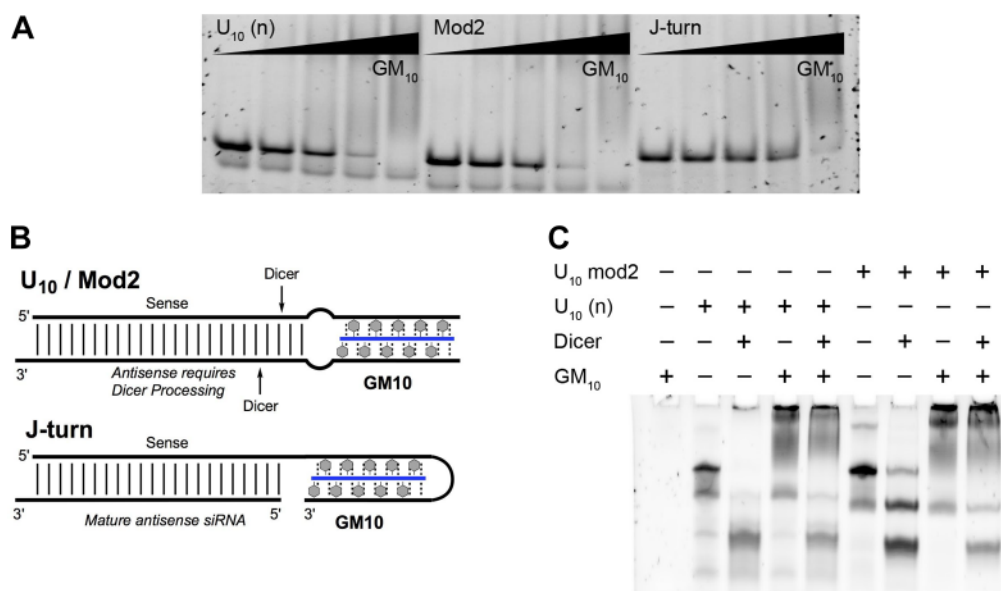 A
U₁₀ (n) Mod2 J-turn
GM₁₀ GM₁₀ GM₁₀
B
U₁₀ / Mod2
Dicer
5' Sense
3' Antisense requires
Dicer Processing
GM10
Dicer
J-turn
5' Sense
3' 5' 3'
Mature antisense siRNA GM10
C
U₁₀ mod2 − − − − − + + + +
U₁₀ (n) − + + + + − − − −
Dicer − − + − + − + − +
GM₁₀ + − − + + − − + +